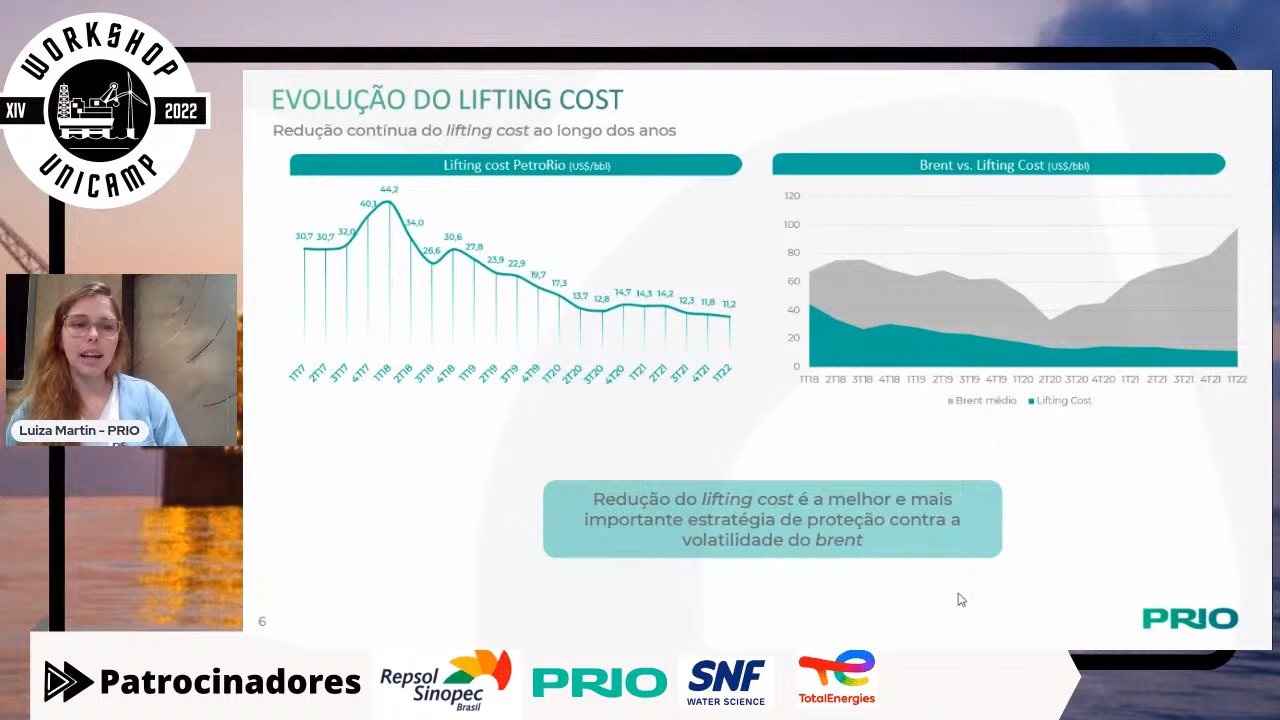 WORKSHOP
XIV
2022
UNICAMP
EVOLUÇÃO DO LIFTING COST
Redução contínua do lifting cost ao longo dos anos
Lifting cost PetroRio (US$/bbl)
44,2
40,1
34,0
30,7 30,7 32,0
26,6
30,6
27,8
23,9 22,9
19,7
17,3
13,7 12,8
14,7 14,3 14,2
12,3 11,8 11,2
1T17 2T17 3T17 4T17 1T18 2T18 3T18 4T18 1T19 2T19 3T19 4T19 1T20 2T20 3T20 4T20 1T21 2T21 3T21 4T21 1T22
Brent vs. Lifting Cost (US$/bbl)
120
100
80
60
40
20
0
1T18 2T18 3T18 4T18 1T19 2T19 3T19 4T19 1T20 2T20 3T20 4T20 1T21 2T21 3T21 4T21 1T22
Brent médio Lifting Cost
Luiza Martin - PRIO
Redução do lifting cost é a melhor e mais
importante estratégia de proteção contra a
volatilidade do brent
6
PRIO
Patrocinadores
Repsol
Sinopec
Brasil
PRIO
SNF
WATER SCIENCE
TotalEnergies